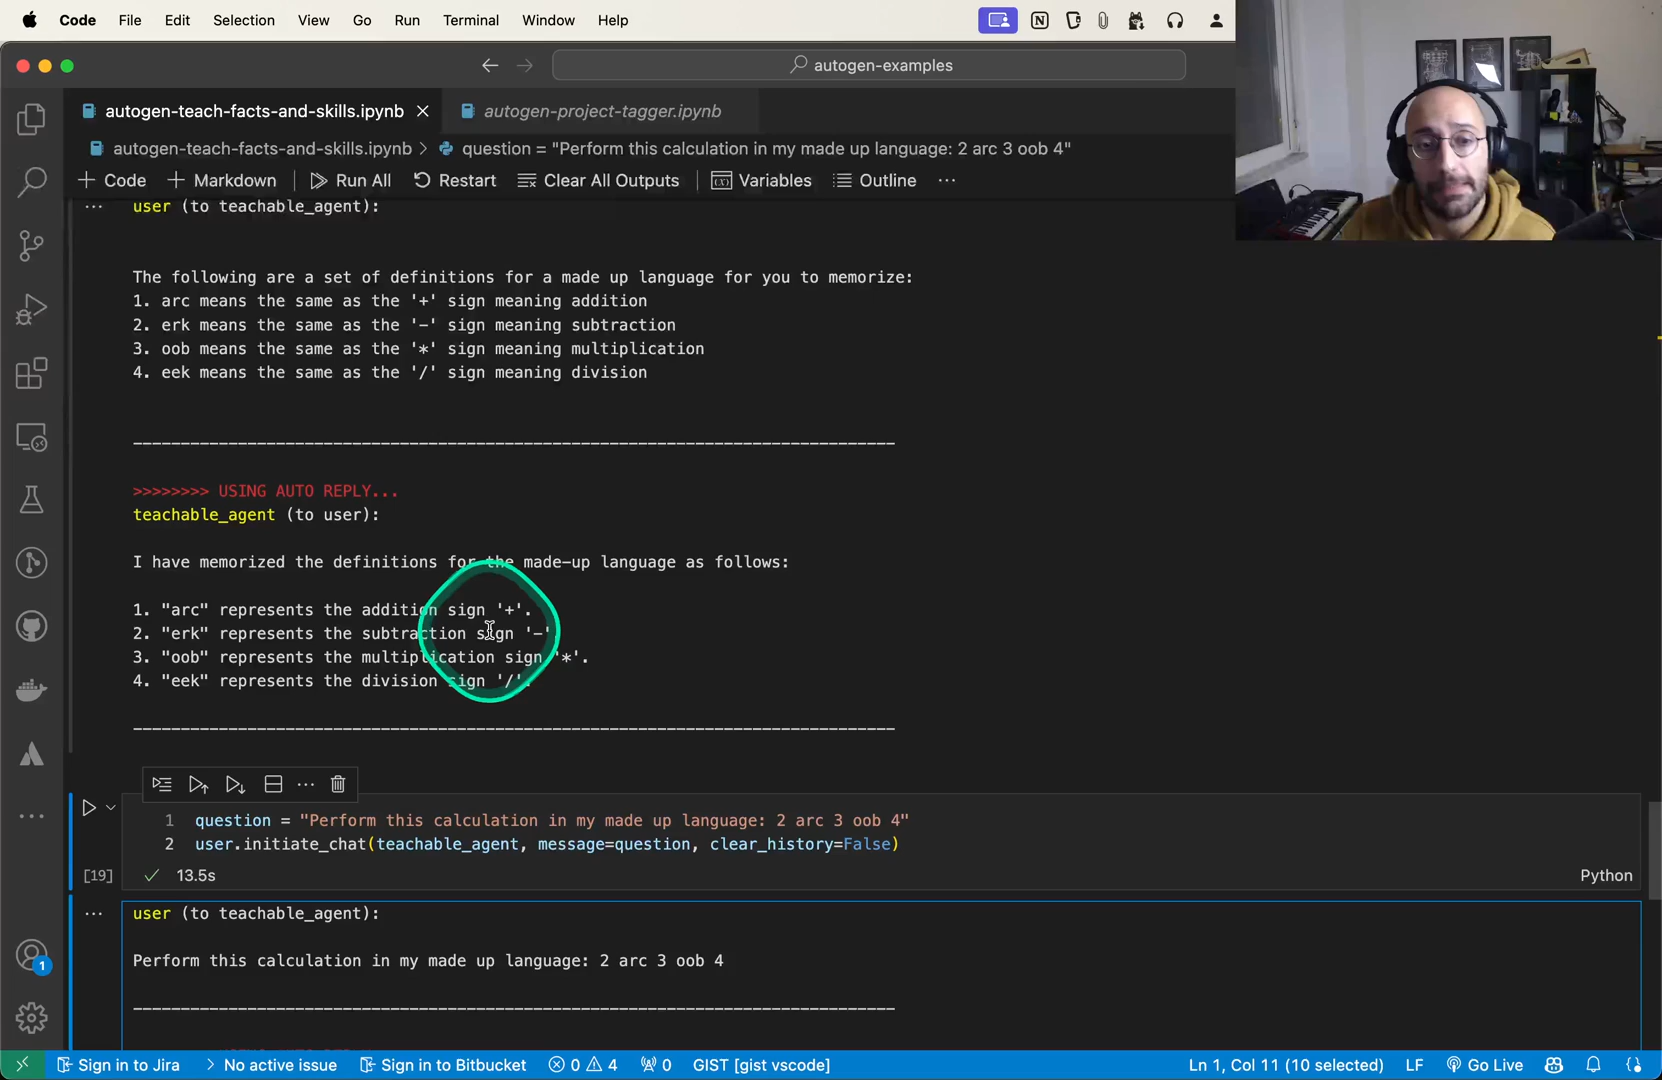 Code File Edit Selection View Go Run Terminal Window Help
autogen-examples
autogen-teach-facts-and-skills.ipynb autogen-project-tagger.ipynb
autogen-teach-facts-and-skills.ipynb > question = "Perform this calculation in my made up language: 2 arc 3 oob 4"
+ Code + Markdown Run All Restart Clear All Outputs Variables Outline ...
... user (to teachable_agent):
The following are a set of definitions for a made up language for you to memorize:
1. arc means the same as the '+' sign meaning addition
2. erk means the same as the '-' sign meaning subtraction
3. oob means the same as the '*' sign meaning multiplication
4. eek means the same as the '/' sign meaning division
--------------------------------------------------------------------------------
>>>>>>>> USING AUTO REPLY...
teachable_agent (to user):
I have memorized the definitions for the made-up language as follows:
1. "arc" represents the addition sign '+'.
2. "erk" represents the subtraction sign '-'
3. "oob" represents the multiplication sign '*'.
4. "eek" represents the division sign '/'.
--------------------------------------------------------------------------------
1 question = "Perform this calculation in my made up language: 2 arc 3 oob 4"
2 user.initiate_chat(teachable_agent, message=question, clear_history=False)
[19] 13.5s Python
... user (to teachable_agent):
Perform this calculation in my made up language: 2 arc 3 oob 4
--------------------------------------------------------------------------------
1
Sign in to Jira No active issue Sign in to Bitbucket 0 4 0 GIST [gist vscode] Ln 1, Col 11 (10 selected) LF Go Live